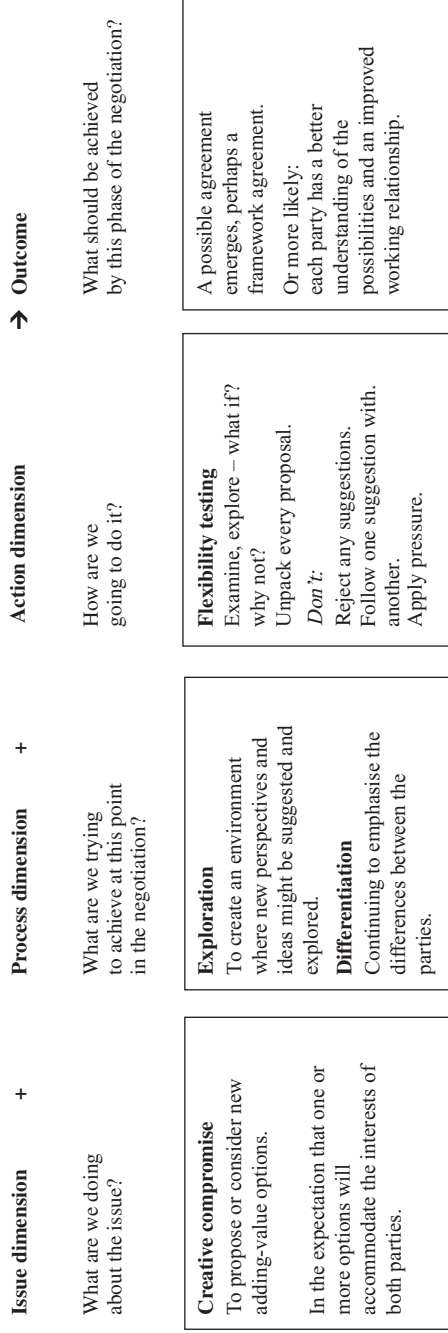 Issue dimension + Process dimension + Action dimension → Outcome
What are we doing
about the issue?
What are we trying
to achieve at this point
in the negotiation?
How are we
going to do it?
What should be achieved
by this phase of the negotiation?
Creative compromise
To propose or consider new
adding-value options.
In the expectation that one or
more options will
accommodate the interests of
both parties.
Exploration
To create an environment
where new perspectives and
ideas might be suggested and
explored.
Differentiation
Continuing to emphasise the
differences between the
parties.
Flexibility testing
Examine, explore – what if?
why not?
Unpack every proposal.
Don't:
Reject any suggestions.
Follow one suggestion with.
another.
Apply pressure.
A possible agreement
emerges, perhaps a
framework agreement.
Or more likely:
each party has a better
understanding of the
possibilities and an improved
working relationship.